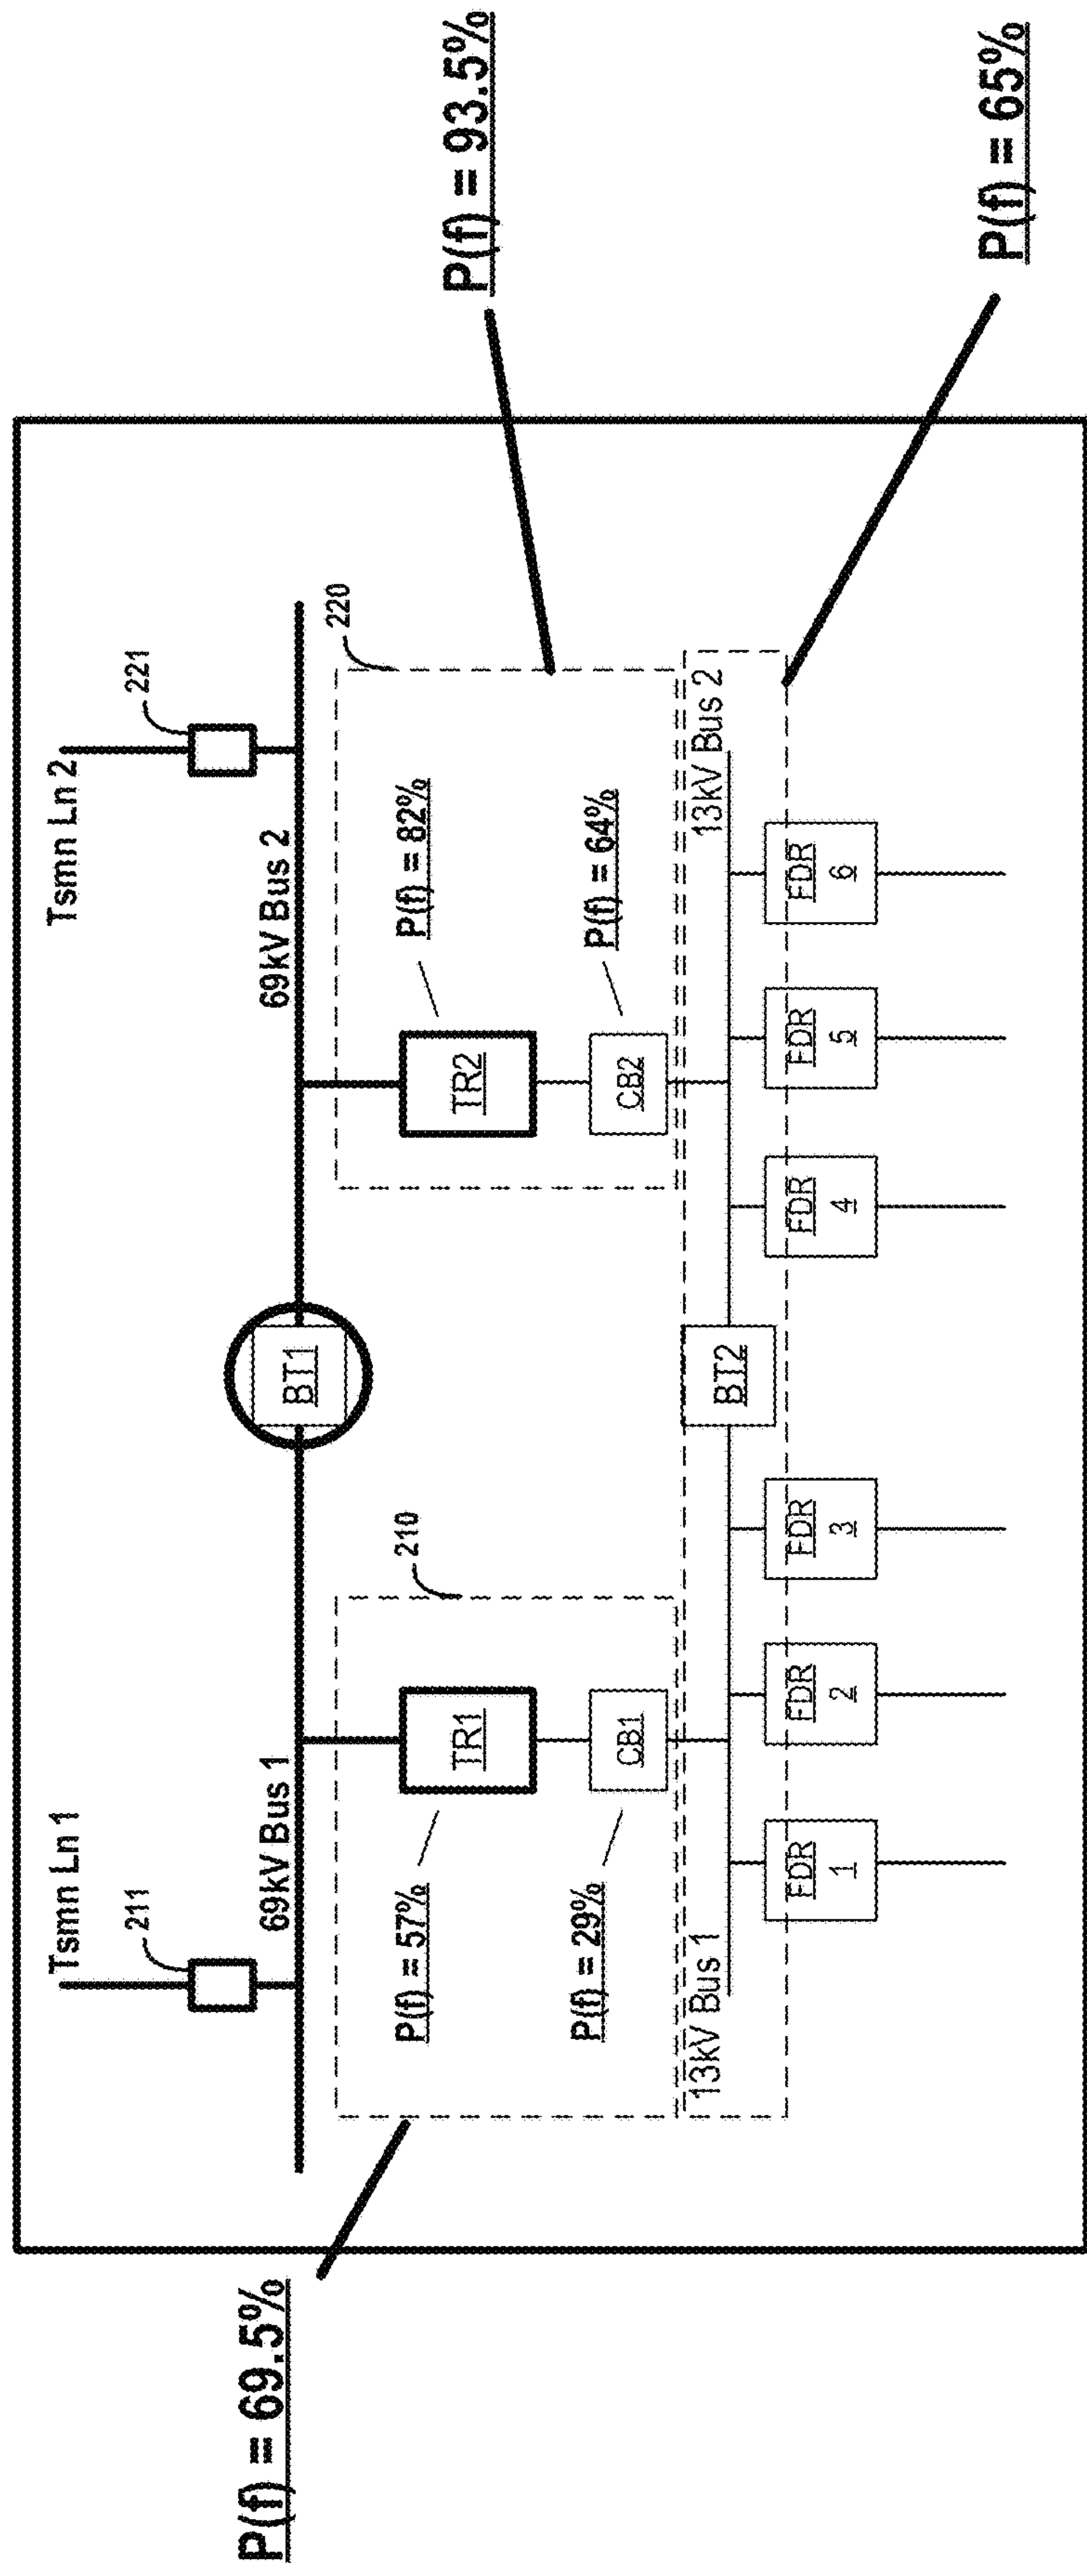 Tsmn Ln 1
Tsmn Ln 2
211
221
69kV Bus 1
BT1
69kV Bus 2
P(f) = 69.5%
210
220
P(f) = 93.5%
P(f) = 57%
TR1
TR2
P(f) = 82%
P(f) = 29%
CB1
CB2
P(f) = 64%
13kV Bus 1
BT2
13kV Bus 2
FDR
1
FDR
2
FDR
3
FDR
4
FDR
5
FDR
6
P(f) = 65%